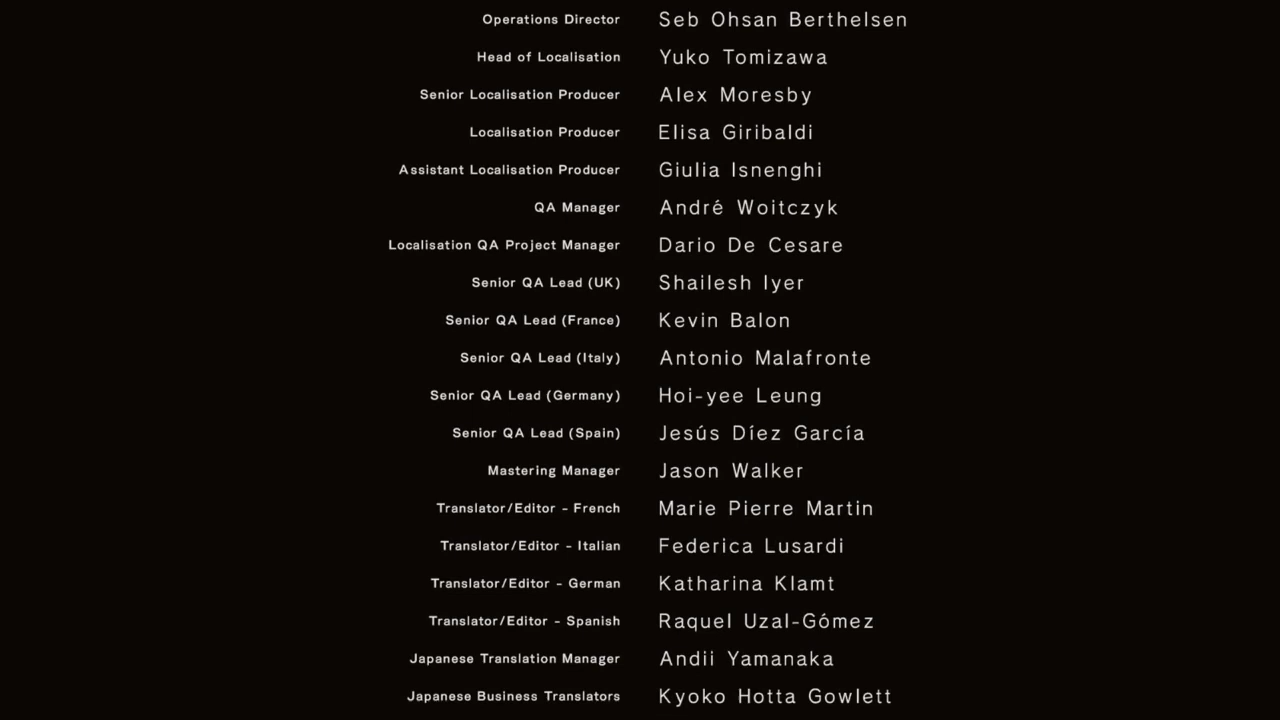 Operations Director Seb Ohsan Berthelsen
Head of Localisation Yuko Tomizawa
Senior Localisation Producer Alex Moresby
Localisation Producer Elisa Giribaldi
Assistant Localisation Producer Giulia Isnenghi
QA Manager André Woitczyk
Localisation QA Project Manager Dario De Cesare
Senior QA Lead (UK) Shailesh Iyer
Senior QA Lead (France) Kevin Balon
Senior QA Lead (Italy) Antonio Malafronte
Senior QA Lead (Germany) Hoi-yee Leung
Senior QA Lead (Spain) Jesús Díez García
Mastering Manager Jason Walker
Translator/Editor - French Marie Pierre Martin
Translator/Editor - Italian Federica Lusardi
Translator/Editor - German Katharina Klamt
Translator/Editor - Spanish Raquel Uzal-Gómez
Japanese Translation Manager Andii Yamanaka
Japanese Business Translators Kyoko Hotta Gowlett